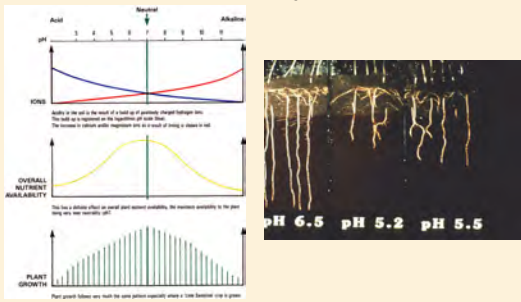 Neutral
Acid
Alkaline
pH
3 4 5 6 7 8 9 10 11
IONS
Acidity in soil is the result of a build up of positively charged hydrogen ions.
This build up is registered on the logarithmic pH scale
The increase in calcium and/or magnesium ions as a result of liming is shown in red.
OVERALL
NUTRIENT
AVAILABILITY
This has a definite effect on overall plant nutrient availability, the maximum availability to the plant
being very near neutrality (pH7).
PLANT
GROWTH
Plant growth follows very much the same pattern especially where a 'Lime Sensitive' crop is grown
pH 6.5
pH 5.2
pH 5.5